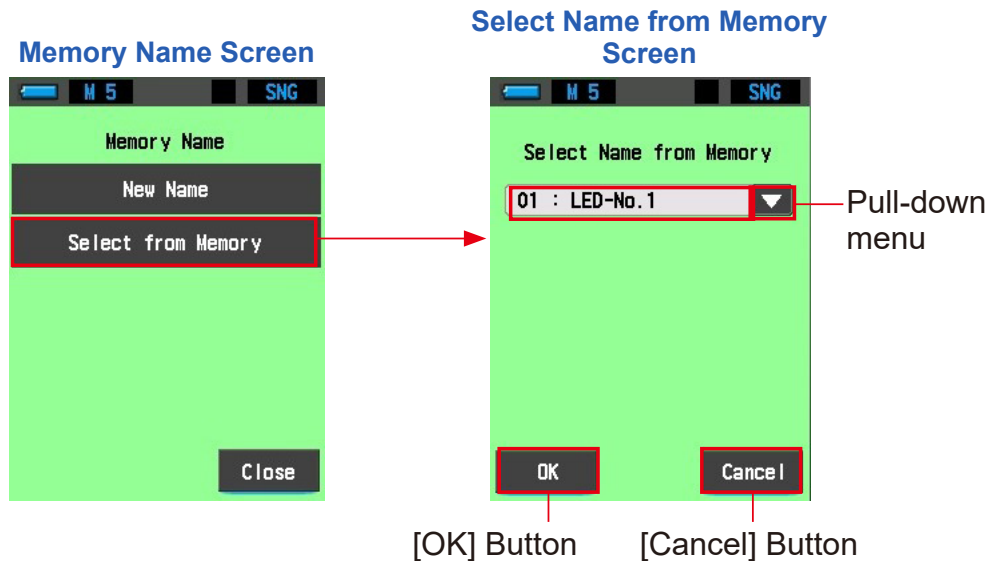 Memory Name Screen
M 5
SNG
Memory Name
New Name
Select from Memory
Close
Select Name from Memory
Screen
M 5
SNG
Select Name from Memory
01 : LED-No.1
Pull-down
menu
OK
Cancel
[OK] Button
[Cancel] Button